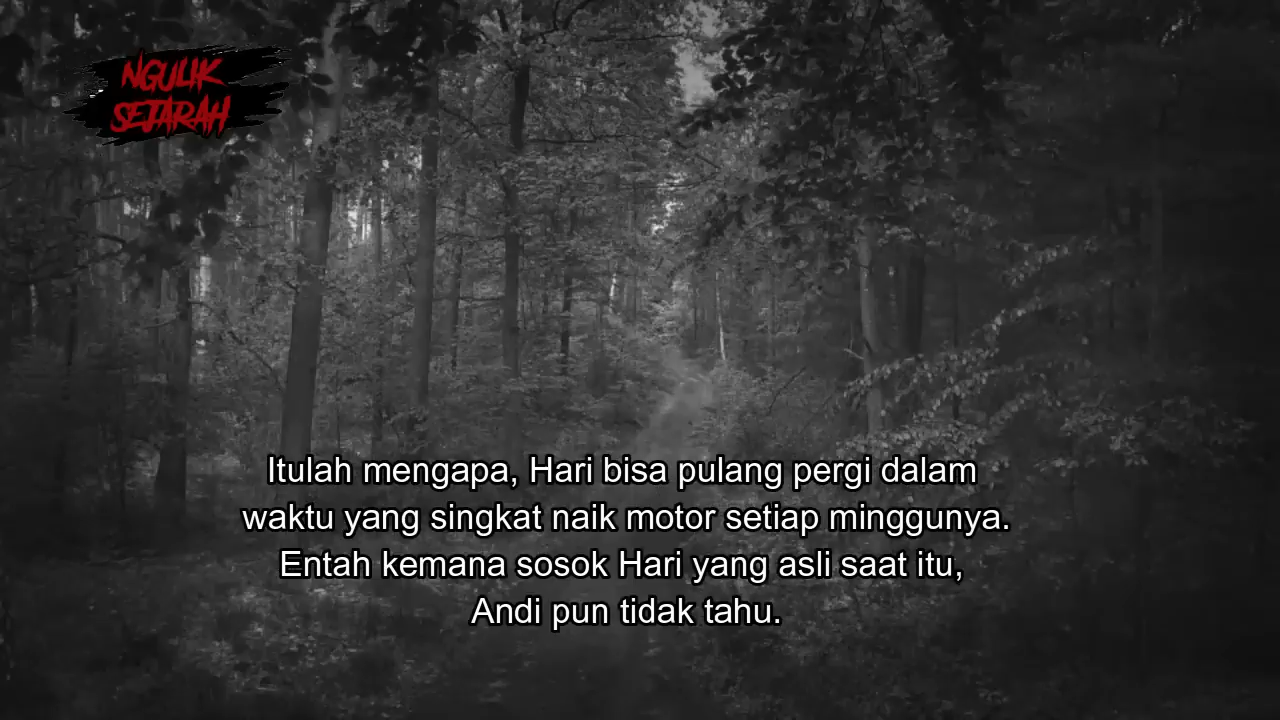 NGULIK
SEJARAH
Itulah mengapa, Hari bisa pulang pergi dalam
waktu yang singkat naik motor setiap minggunya.
Entah kemana sosok Hari yang asli saat itu,
Andi pun tidak tahu.